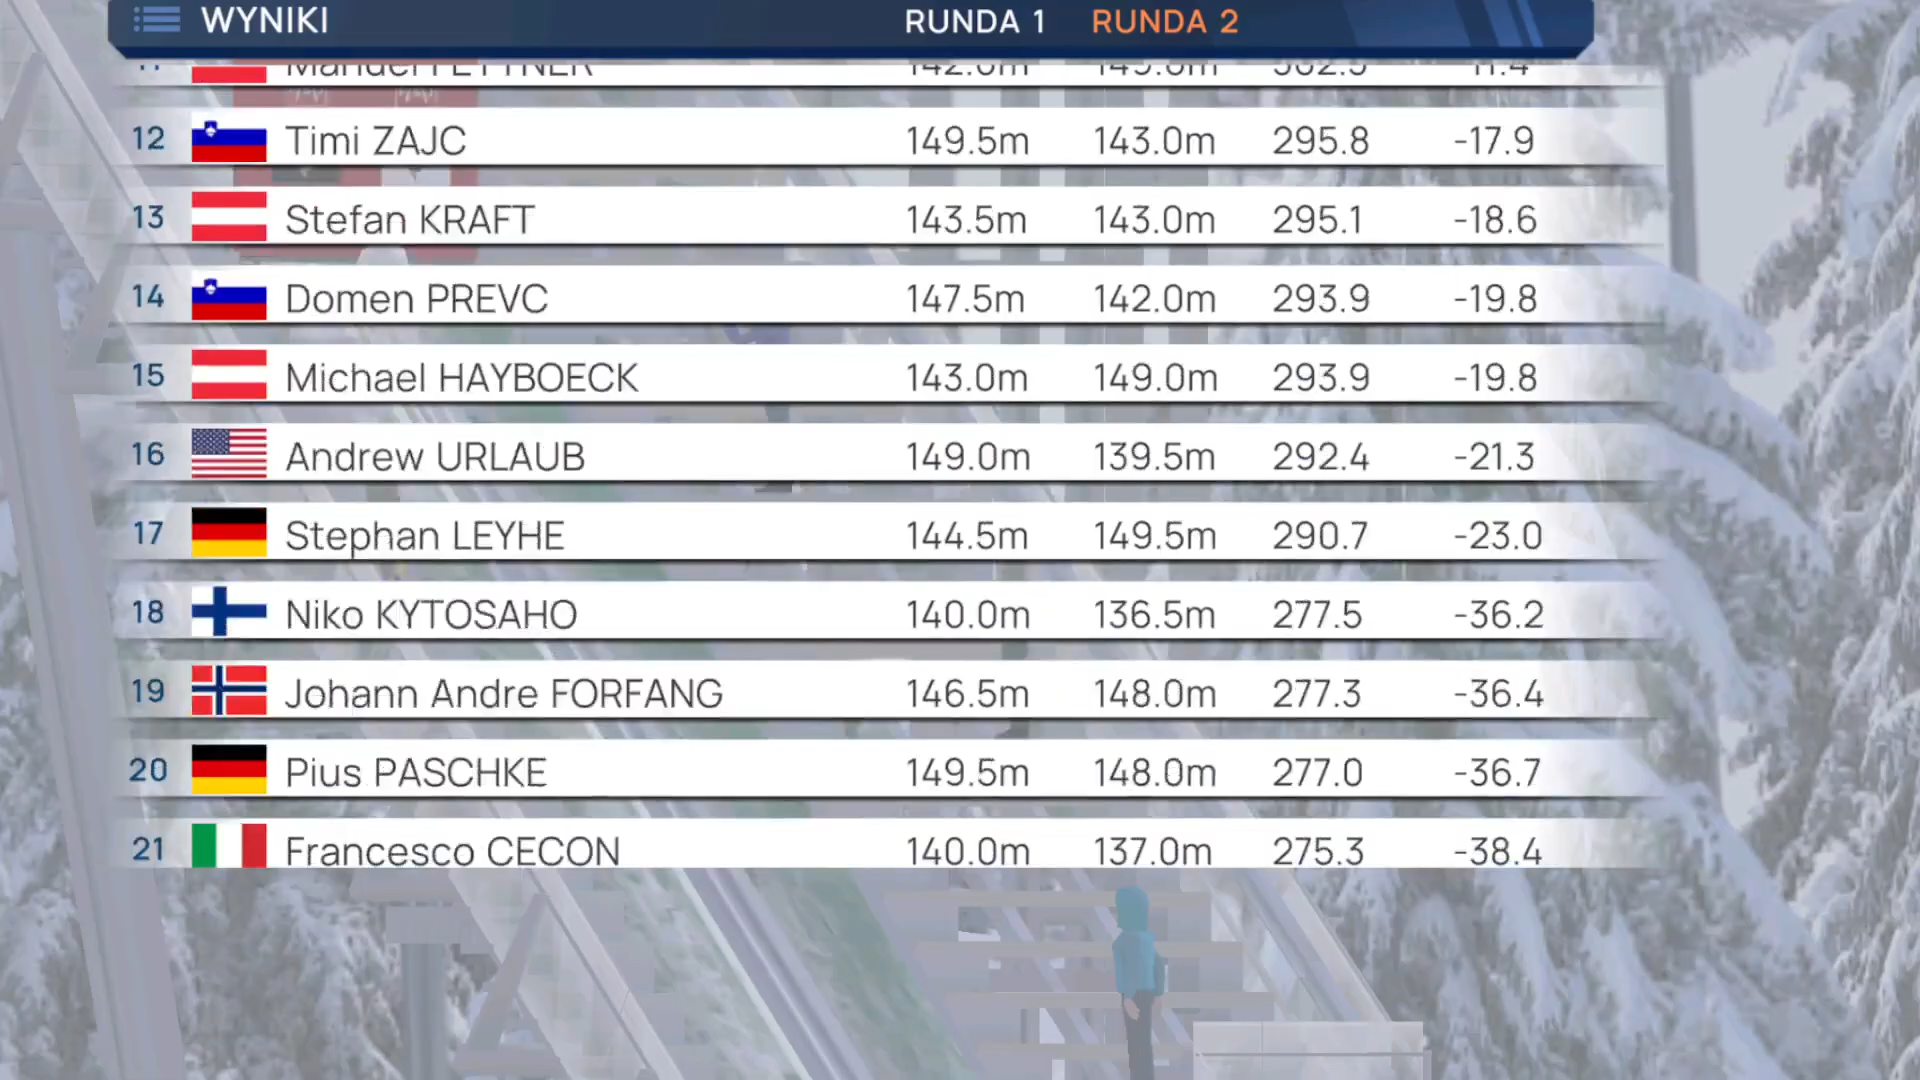 WYNIKI RUNDA 1 RUNDA 2
12 Timi ZAJC 149.5m 143.0m 295.8 -17.9
13 Stefan KRAFT 143.5m 143.0m 295.1 -18.6
14 Domen PREVC 147.5m 142.0m 293.9 -19.8
15 Michael HAYBOECK 143.0m 149.0m 293.9 -19.8
16 Andrew URLAUB 149.0m 139.5m 292.4 -21.3
17 Stephan LEYHE 144.5m 149.5m 290.7 -23.0
18 Niko KYTOSAHO 140.0m 136.5m 277.5 -36.2
19 Johann Andre FORFANG 146.5m 148.0m 277.3 -36.4
20 Pius PASCHKE 149.5m 148.0m 277.0 -36.7
21 Francesco CECON 140.0m 137.0m 275.3 -38.4